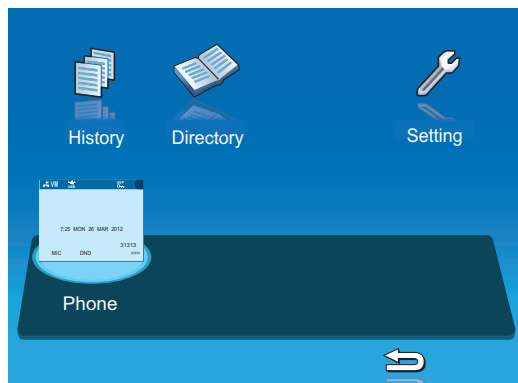 History Directory Setting
VM
7:25 MON 26 MAR 2012
31313
MIC DND >>>
Phone